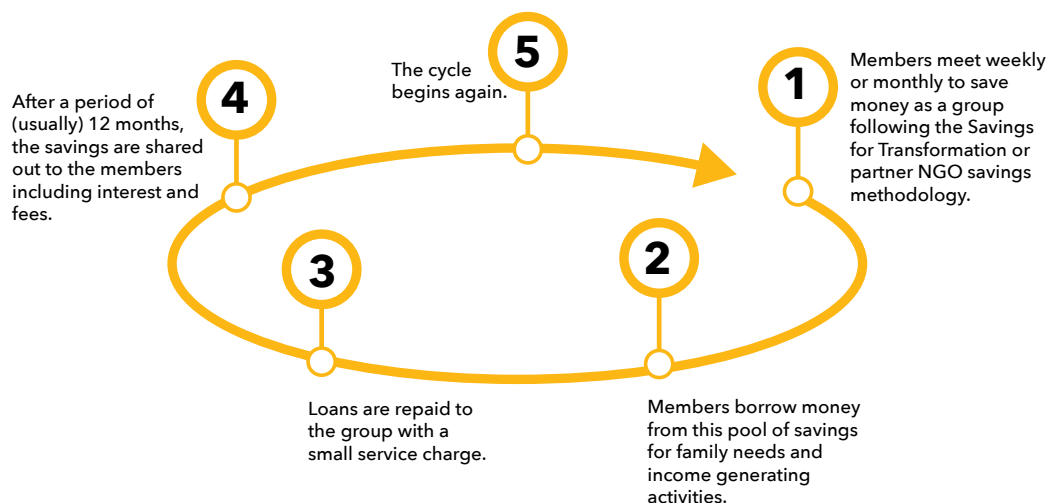 1
Members meet weekly
or monthly to save
money as a group
following the Savings
for Transformation or
partner NGO savings
methodology.
2
Members borrow money
from this pool of savings
for family needs and
income generating
activities.
3
Loans are repaid to
the group with a
small service charge.
4
After a period of
(usually) 12 months,
the savings are shared
out to the members
including interest and
fees.
5
The cycle
begins again.